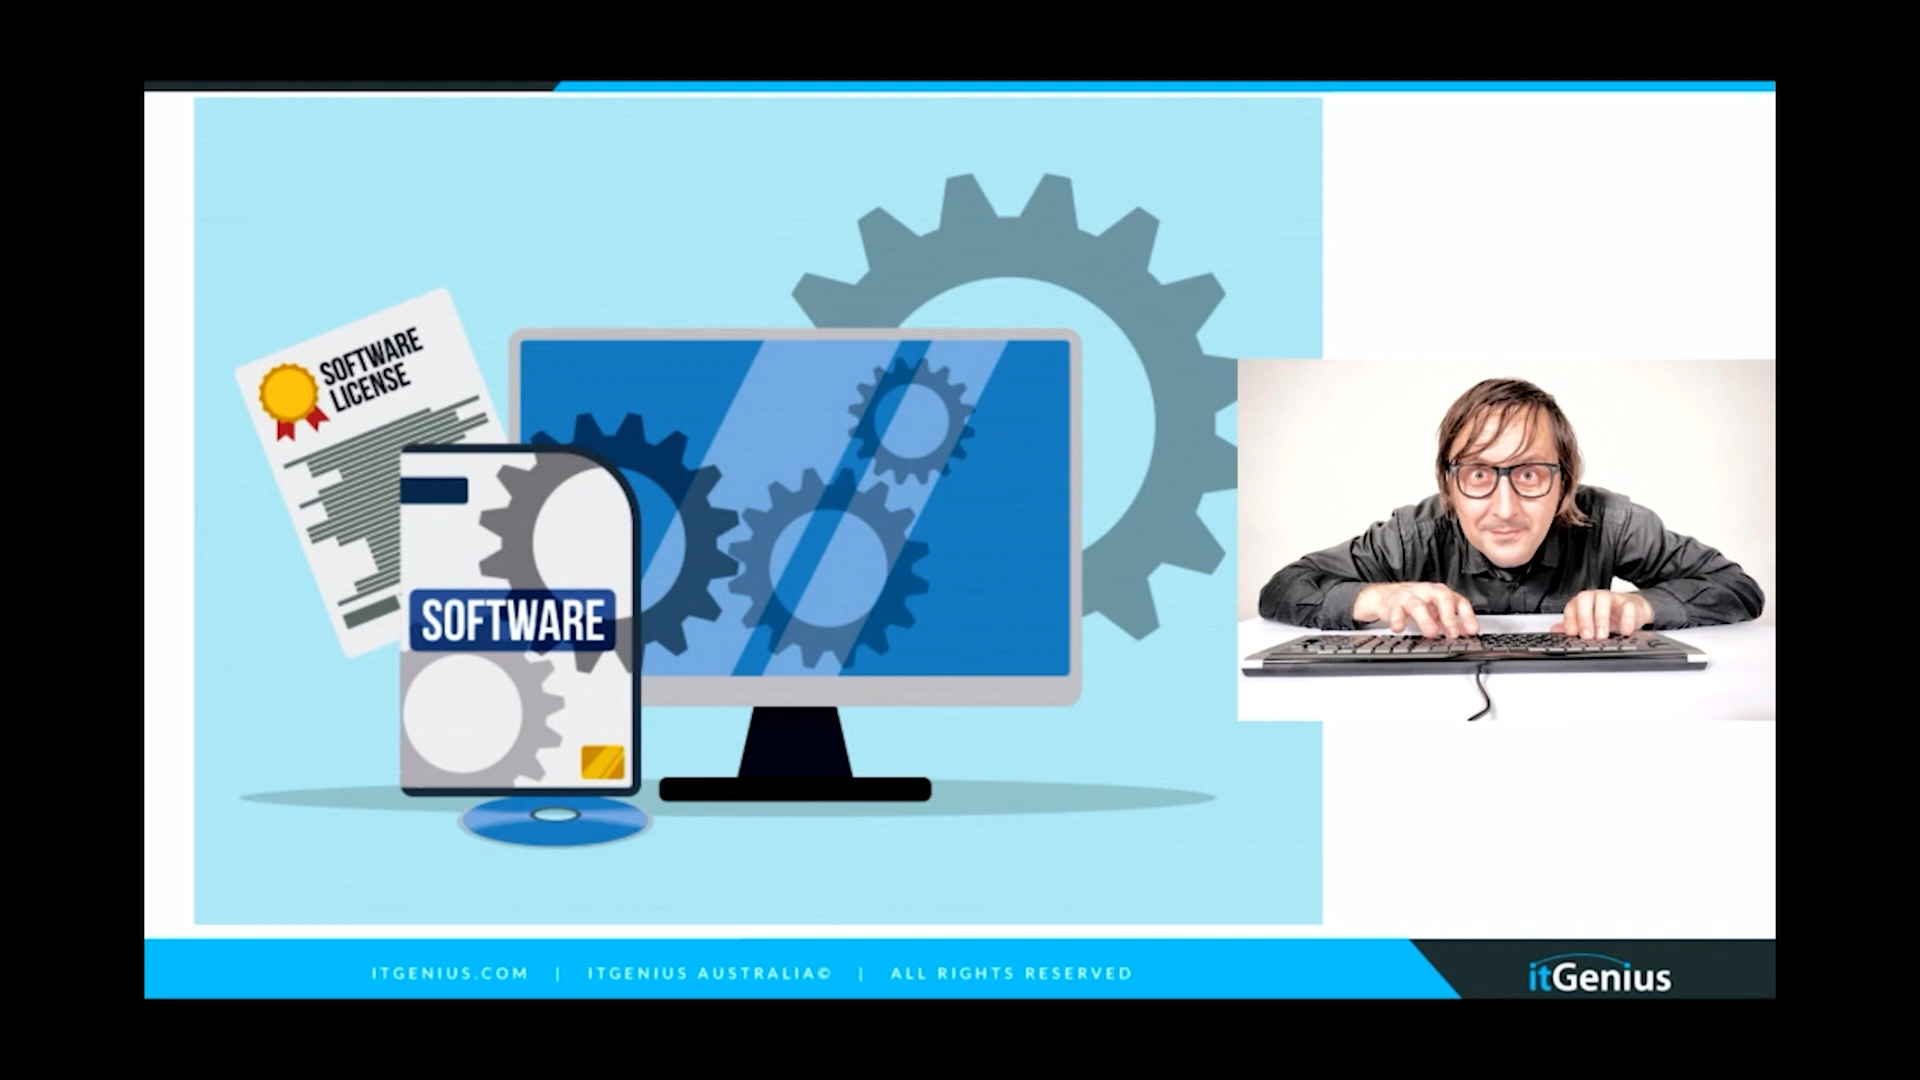 SOFTWARE
LICENSE
SOFTWARE
ITGENIUS.COM | ITGENIUS AUSTRALIA© | ALL RIGHTS RESERVED
itGenius